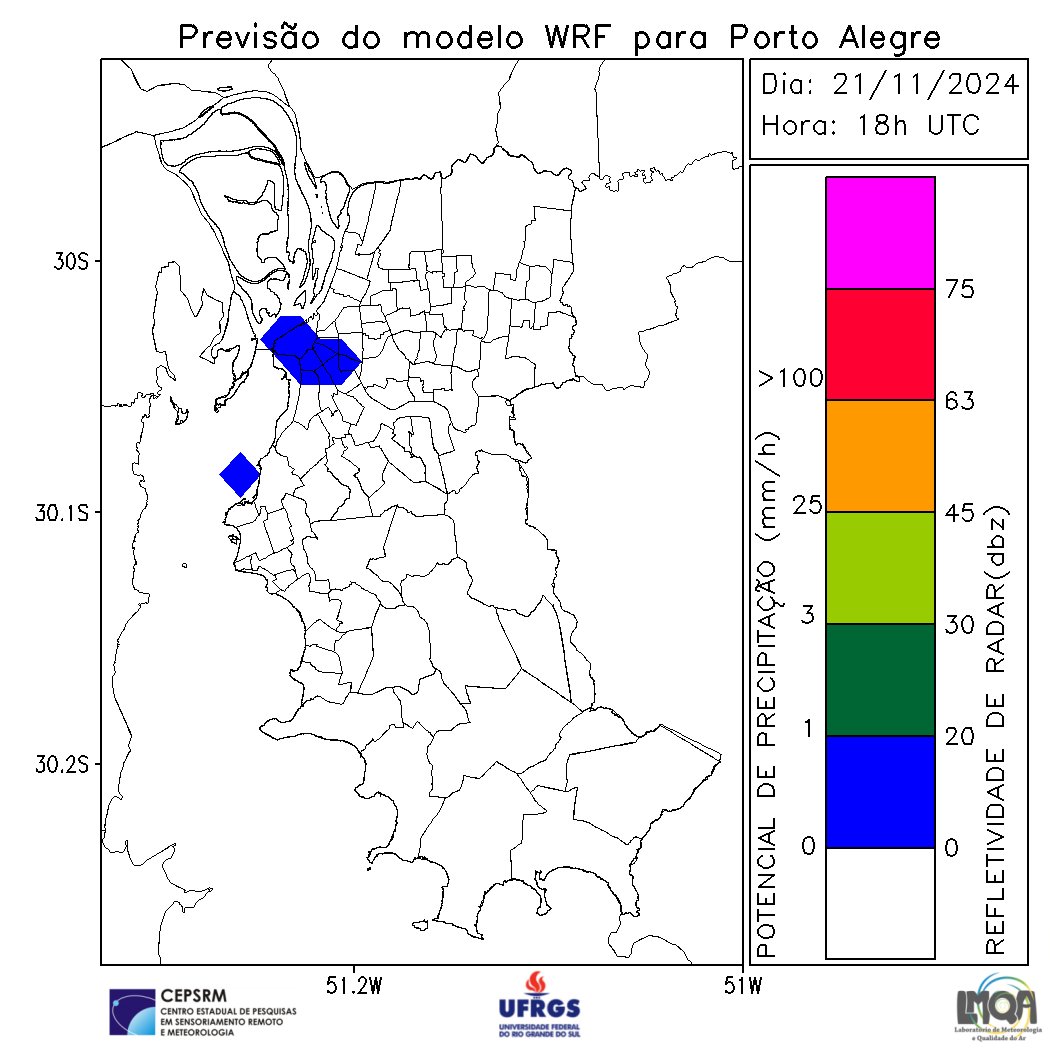 Previsão do modelo WRF para Porto Alegre
Dia: 21/11/2024
Hora: 18h UTC
30S
30.1S
30.2S
51.2W
51W
POTENCIAL DE PRECIPITAÇÃO (mm/h)
>100
25
3
1
0
75
63
45
30
20
0
REFLETIVIDADE DE RADAR(dbz)
CEPSRM
CENTRO ESTADUAL DE PESQUISAS
EM SENSORIAMENTO REMOTO
E METEOROLOGIA
UFRGS
UNIVERSIDADE FEDERAL
DO RIO GRANDE DO SUL
LMQA
Laboratório de Meteorologia
e Qualidade do Ar